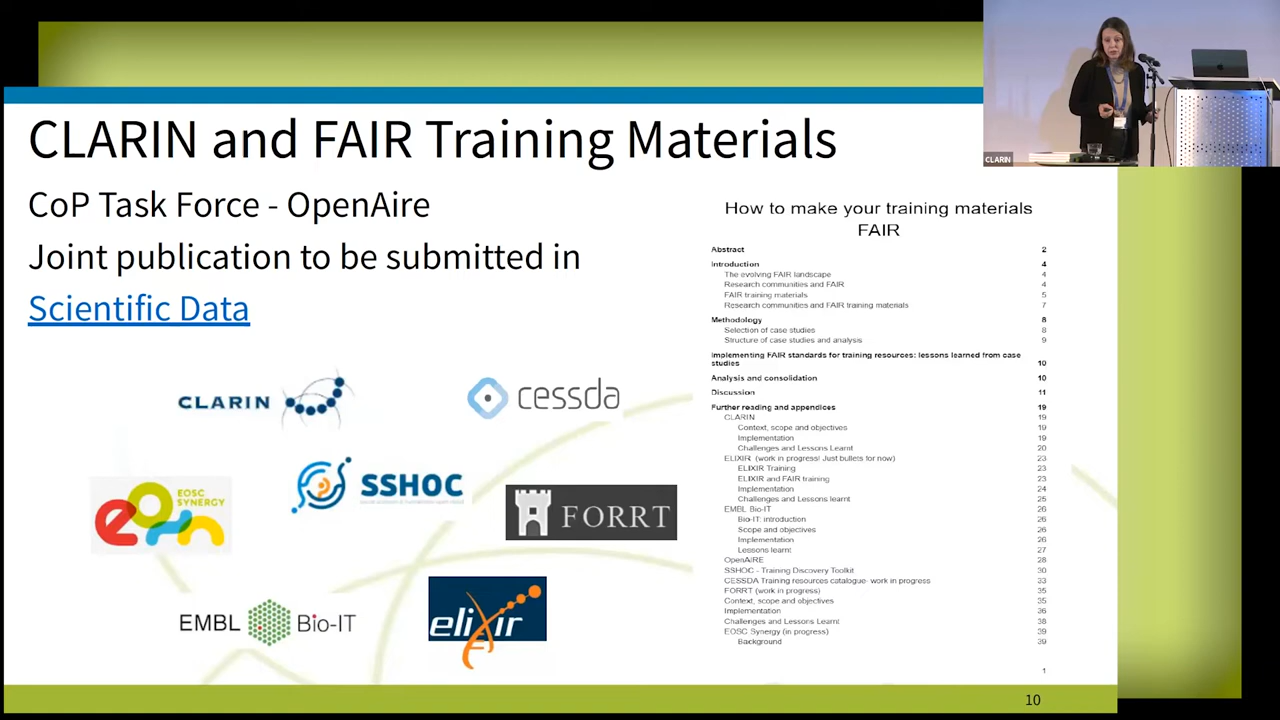 CLARIN and FAIR Training Materials
CoP Task Force - OpenAire
Joint publication to be submitted in
Scientific Data
CLARIN
cessda
EOSC
SYNERGY
SSHOC
FORRT
EMBL Bio-IT
elixir
How to make your training materials
FAIR
Abstract 2
Introduction 4
The evolving FAIR landscape 4
Research communities and FAIR 4
FAIR training materials 5
Research communities and FAIR training materials 7
Methodology 8
Selection of case studies 8
Structure of case studies and analysis 9
Implementing FAIR standards for training resources: lessons learned from case
studies 10
Analysis and consolidation 10
Discussion 11
Further reading and appendices 19
CLARIN 19
Context, scope and objectives 19
Implementation 19
Challenges and Lessons Learnt 20
ELIXIR (work in progress! Just bullets for now) 23
ELIXIR Training 23
ELIXIR and FAIR training 23
Implementation 24
Challenges and Lessons learnt 25
EMBL Bio-IT 26
Bio-IT: introduction 26
Scope and objectives 26
Implementation 26
Lessons learnt 27
OpenAIRE 28
SSHOC - Training Discovery Toolkit 30
CESSDA Training resources catalogue- work in progress 33
FORRT (work in progress) 35
Context, scope and objectives 35
Implementation 36
Challenges and Lessons Learnt 38
EOSC Synergy (in progress) 39
Background 39
1
10
CLARIN